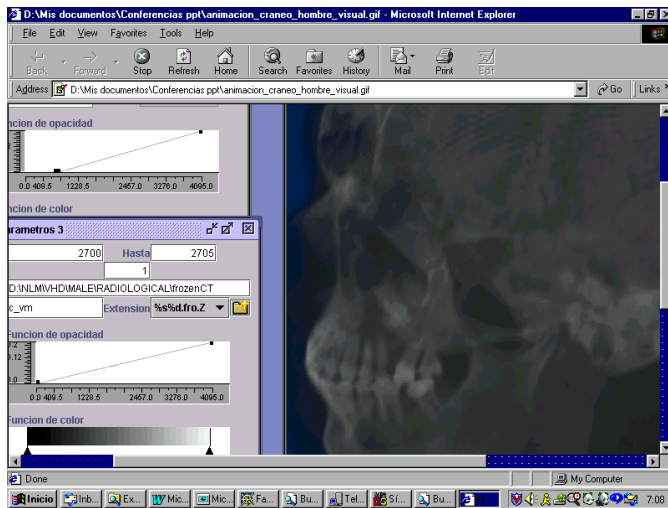 D:\Mis documentos\Conferencias ppt\animacion_craneo_hombre_visual.gif - Microsoft Internet Explorer
File Edit View Favorites Tools Help
Back Forward Stop Refresh Home Search Favorites History Mail Print Edit
Address D:\Mis documentos\Conferencias ppt\animacion_craneo_hombre_visual.gif Go Links »
ncion de opacidad
0.0 409.5 1228.5 2457.0 3276.0 4095.0
ncion de color
arametros 3
2700 Hasta 2705
1
D:\NLM\VHD\MALE\RADIOLOGICAL\frozenCT
c_vm Extension %s%d.fro.Z
Funcion de opacidad
0.12
0.0
0.0 409.5 1228.5 2457.0 3276.0 4095.0
Funcion de color
Done My Computer
Inicio Inb... Ex... Mic... Mic... Fa... Bu... Tel... Sí... Bu... 7:08